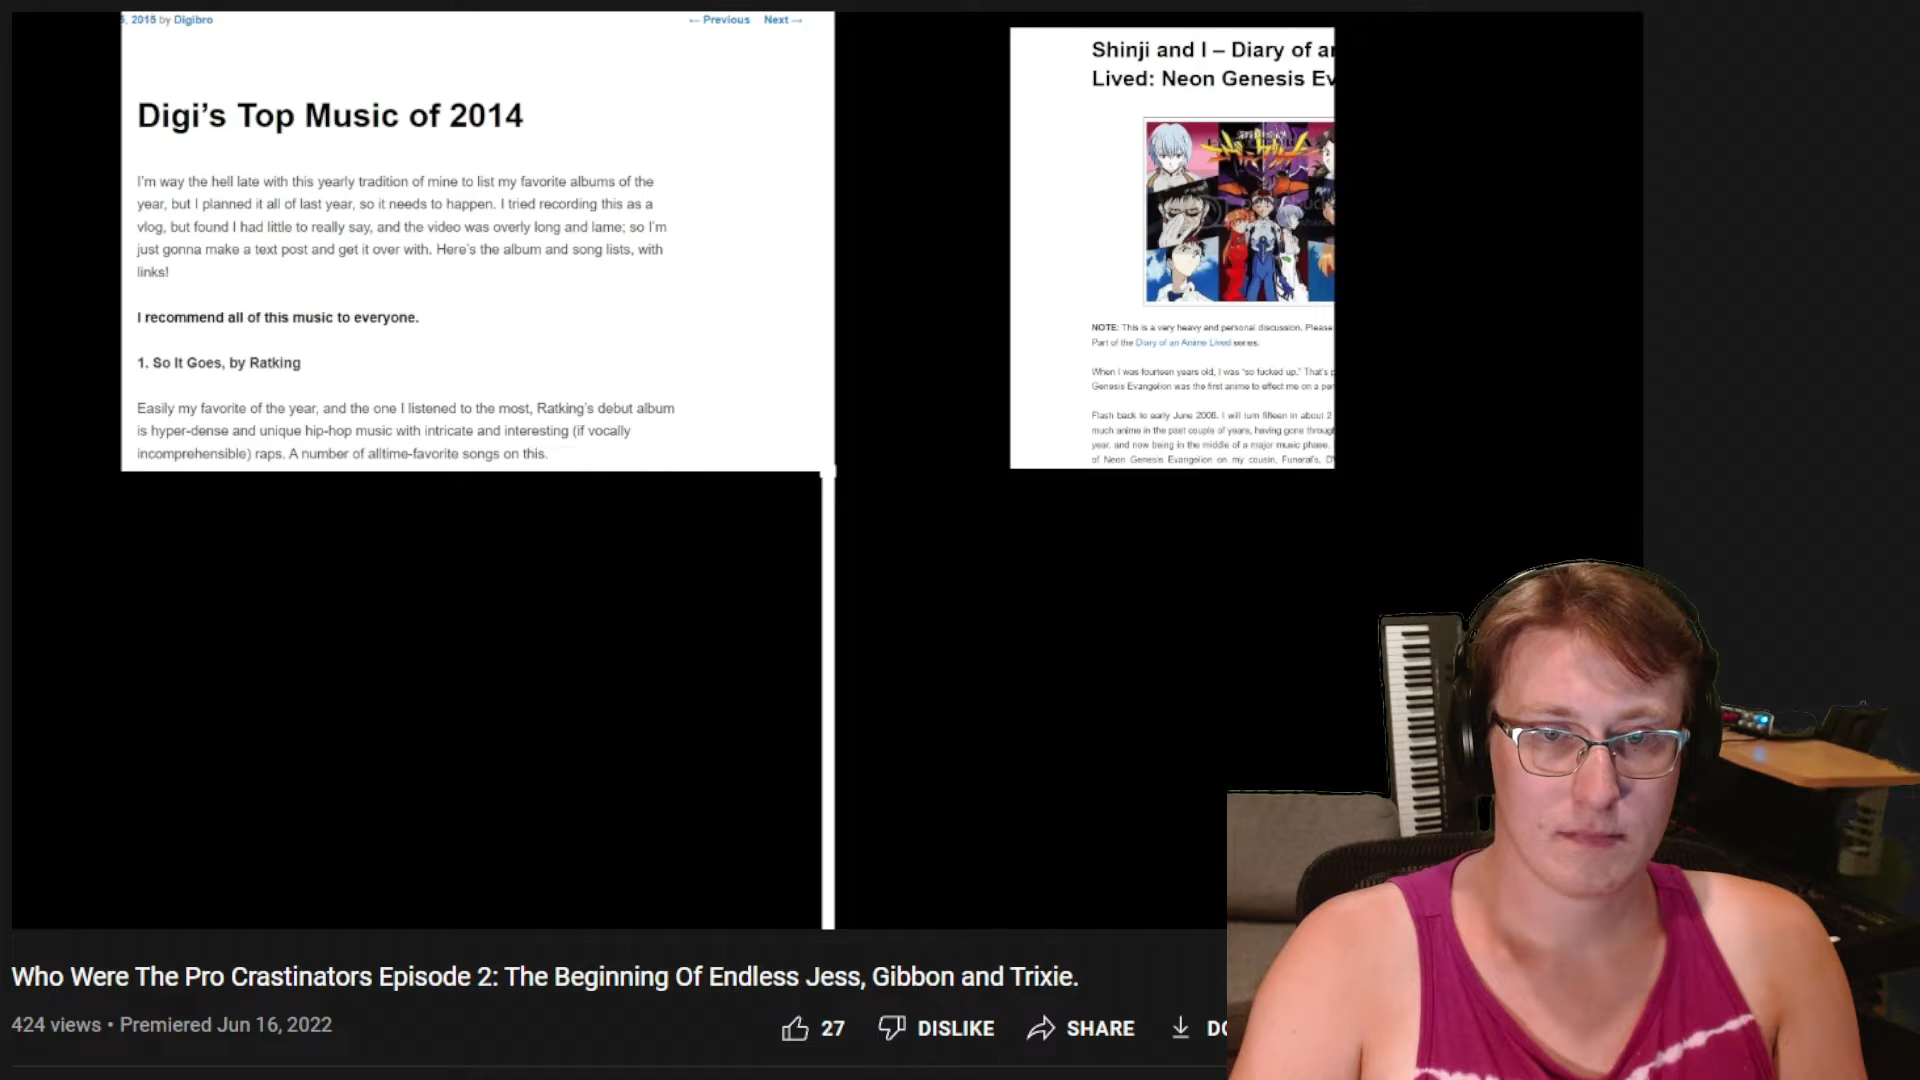 5, 2015 by Digibro
← Previous Next →
Digi's Top Music of 2014
I'm way the hell late with this yearly tradition of mine to list my favorite albums of the
year, but I planned it all of last year, so it needs to happen. I tried recording this as a
vlog, but found I had little to really say, and the video was overly long and lame; so I'm
just gonna make a text post and get it over with. Here's the album and song lists, with
links!
I recommend all of this music to everyone.
1. So It Goes, by Ratking
Easily my favorite of the year, and the one I listened to the most, Ratking's debut album
is hyper-dense and unique hip-hop music with intricate and interesting (if vocally
incomprehensible) raps. A number of alltime-favorite songs on this.
Shinji and I – Diary of an
Lived: Neon Genesis Ev
NOTE: This is a very heavy and personal discussion. Please
Part of the Diary of an Anime Lived series.
When I was fourteen years old, I was "so fucked up." That's p
Genesis Evangelion was the first anime to effect me on a per
Flash back to early June 2006. I will turn fifteen in about 2
much anime in the past couple of years, having gone throug
year, and now being in the middle of a major music phase.
of Neon Genesis Evangelion on my cousin, Funeral's, D
Who Were The Pro Crastinators Episode 2: The Beginning Of Endless Jess, Gibbon and Trixie.
424 views • Premiered Jun 16, 2022
27 DISLIKE SHARE DO